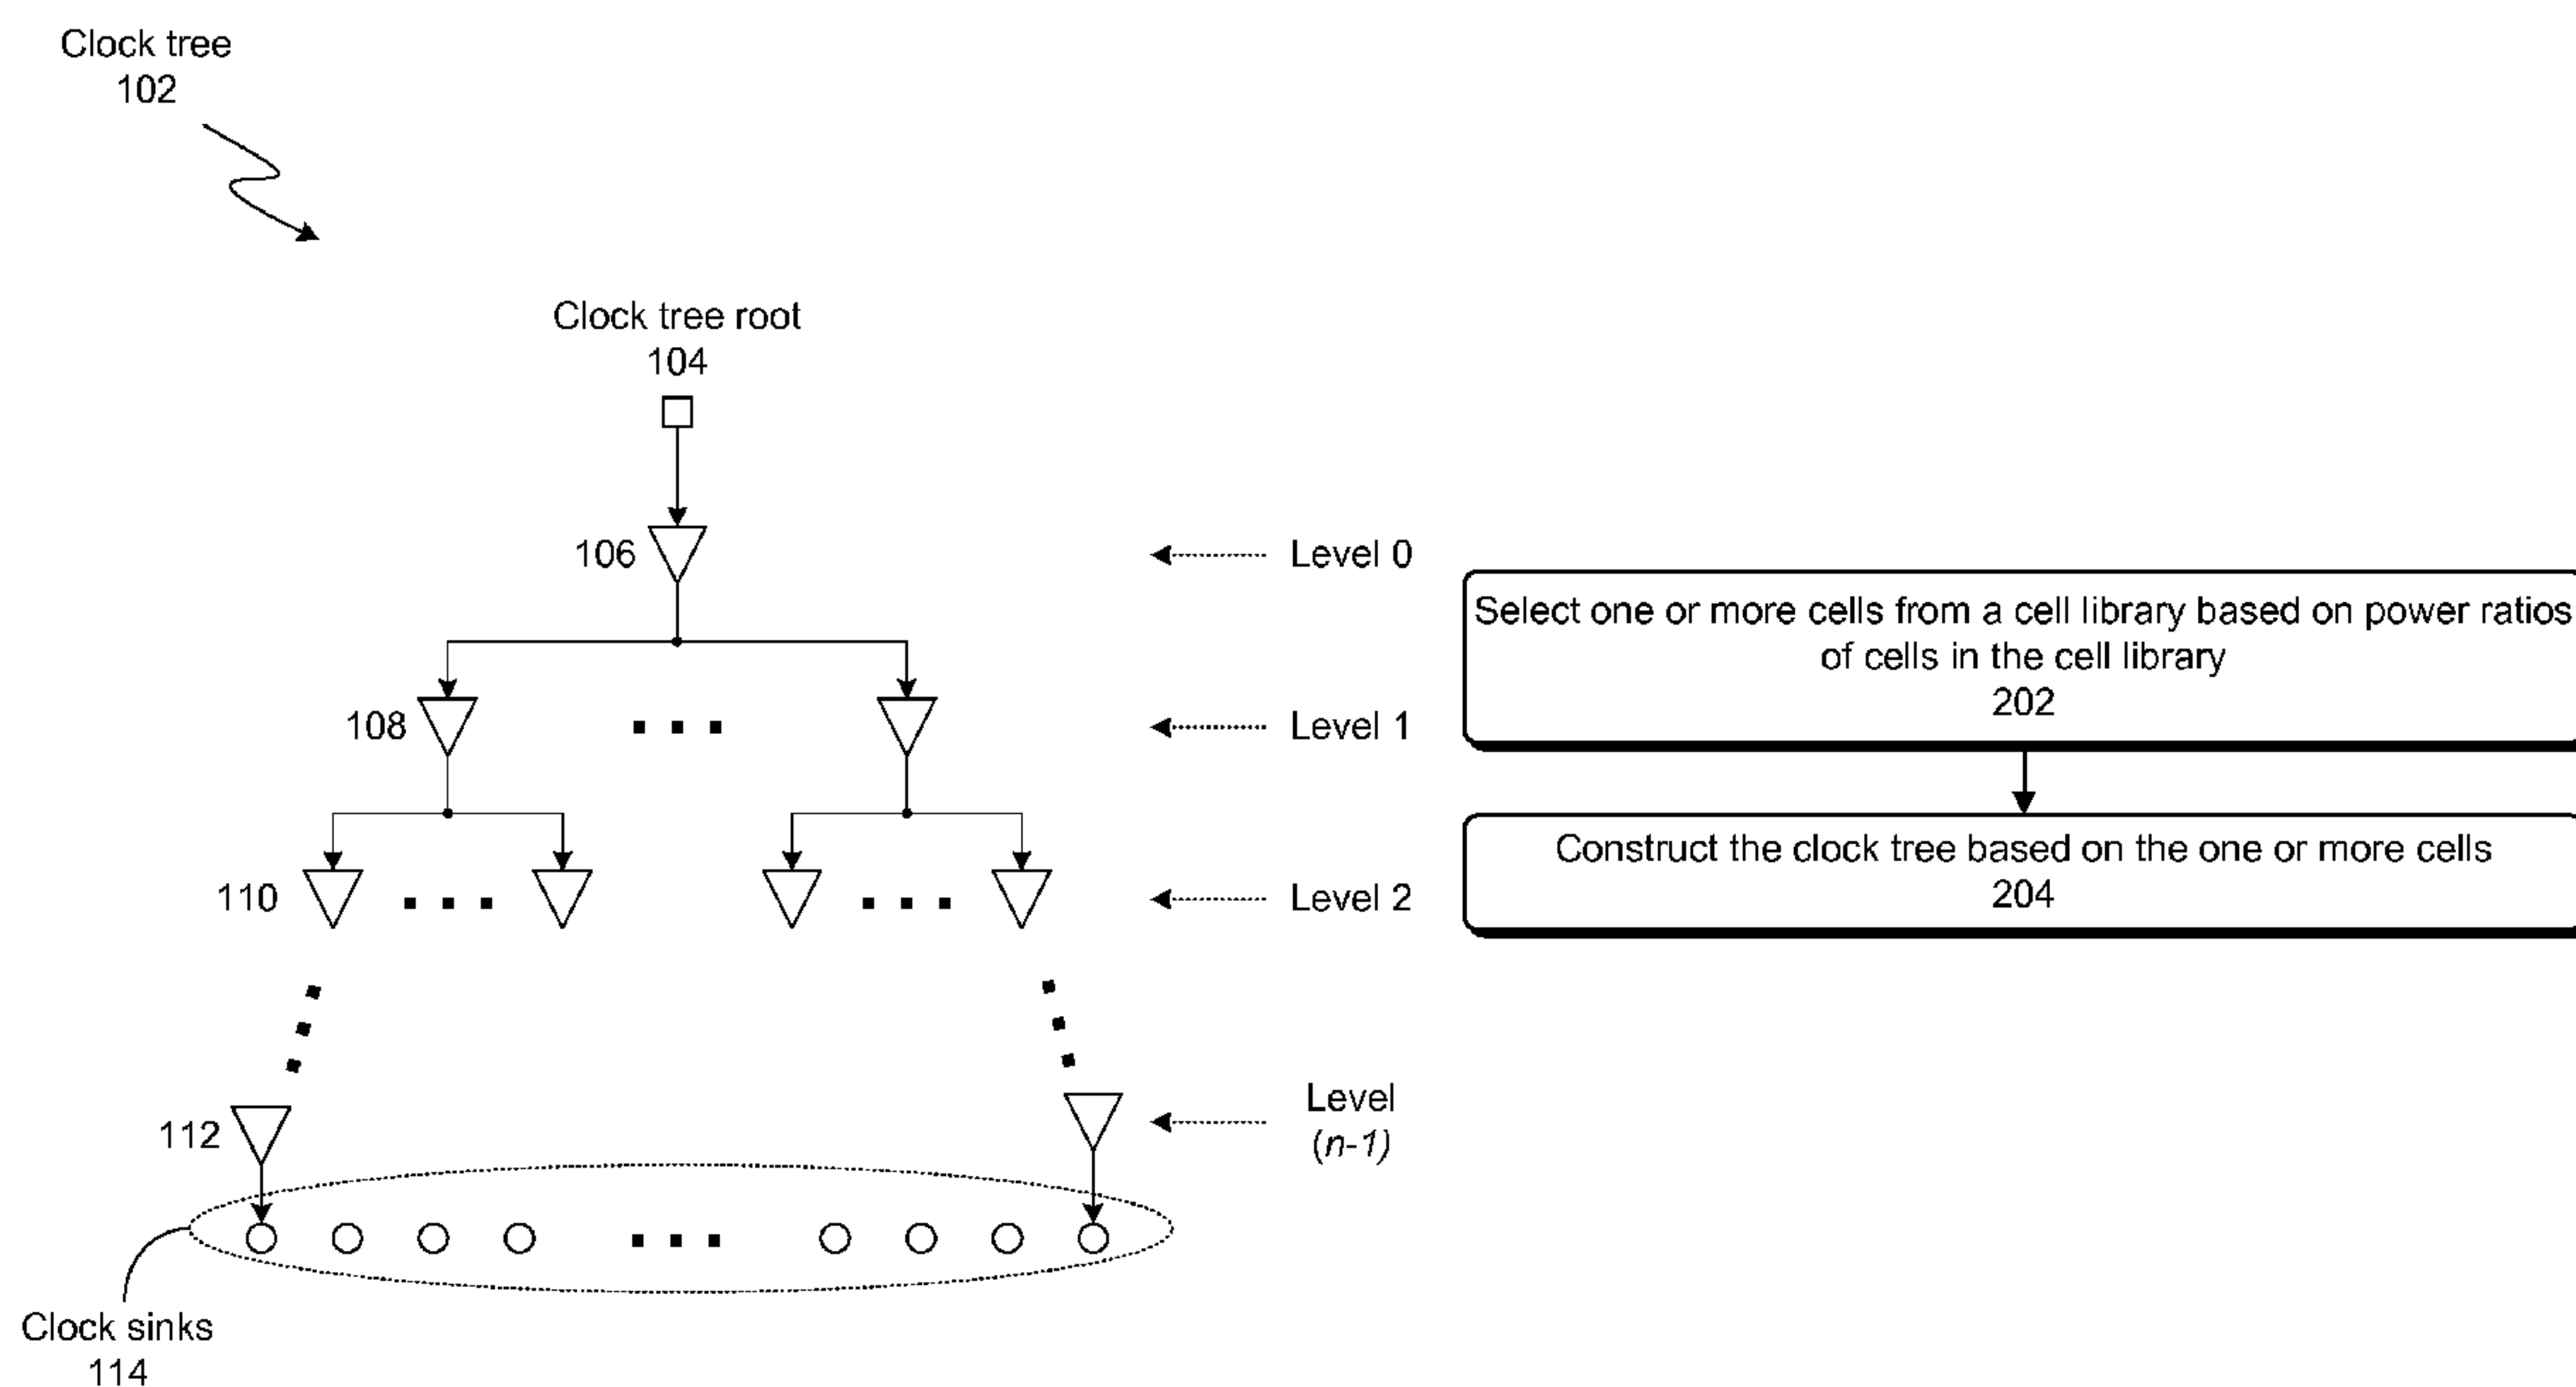 Clock tree
102
Clock tree root
104
106
Level 0
108
Level 1
110
Level 2
112
Level
(n-1)
Clock sinks
114
Select one or more cells from a cell library based on power ratios
of cells in the cell library
202
Construct the clock tree based on the one or more cells
204